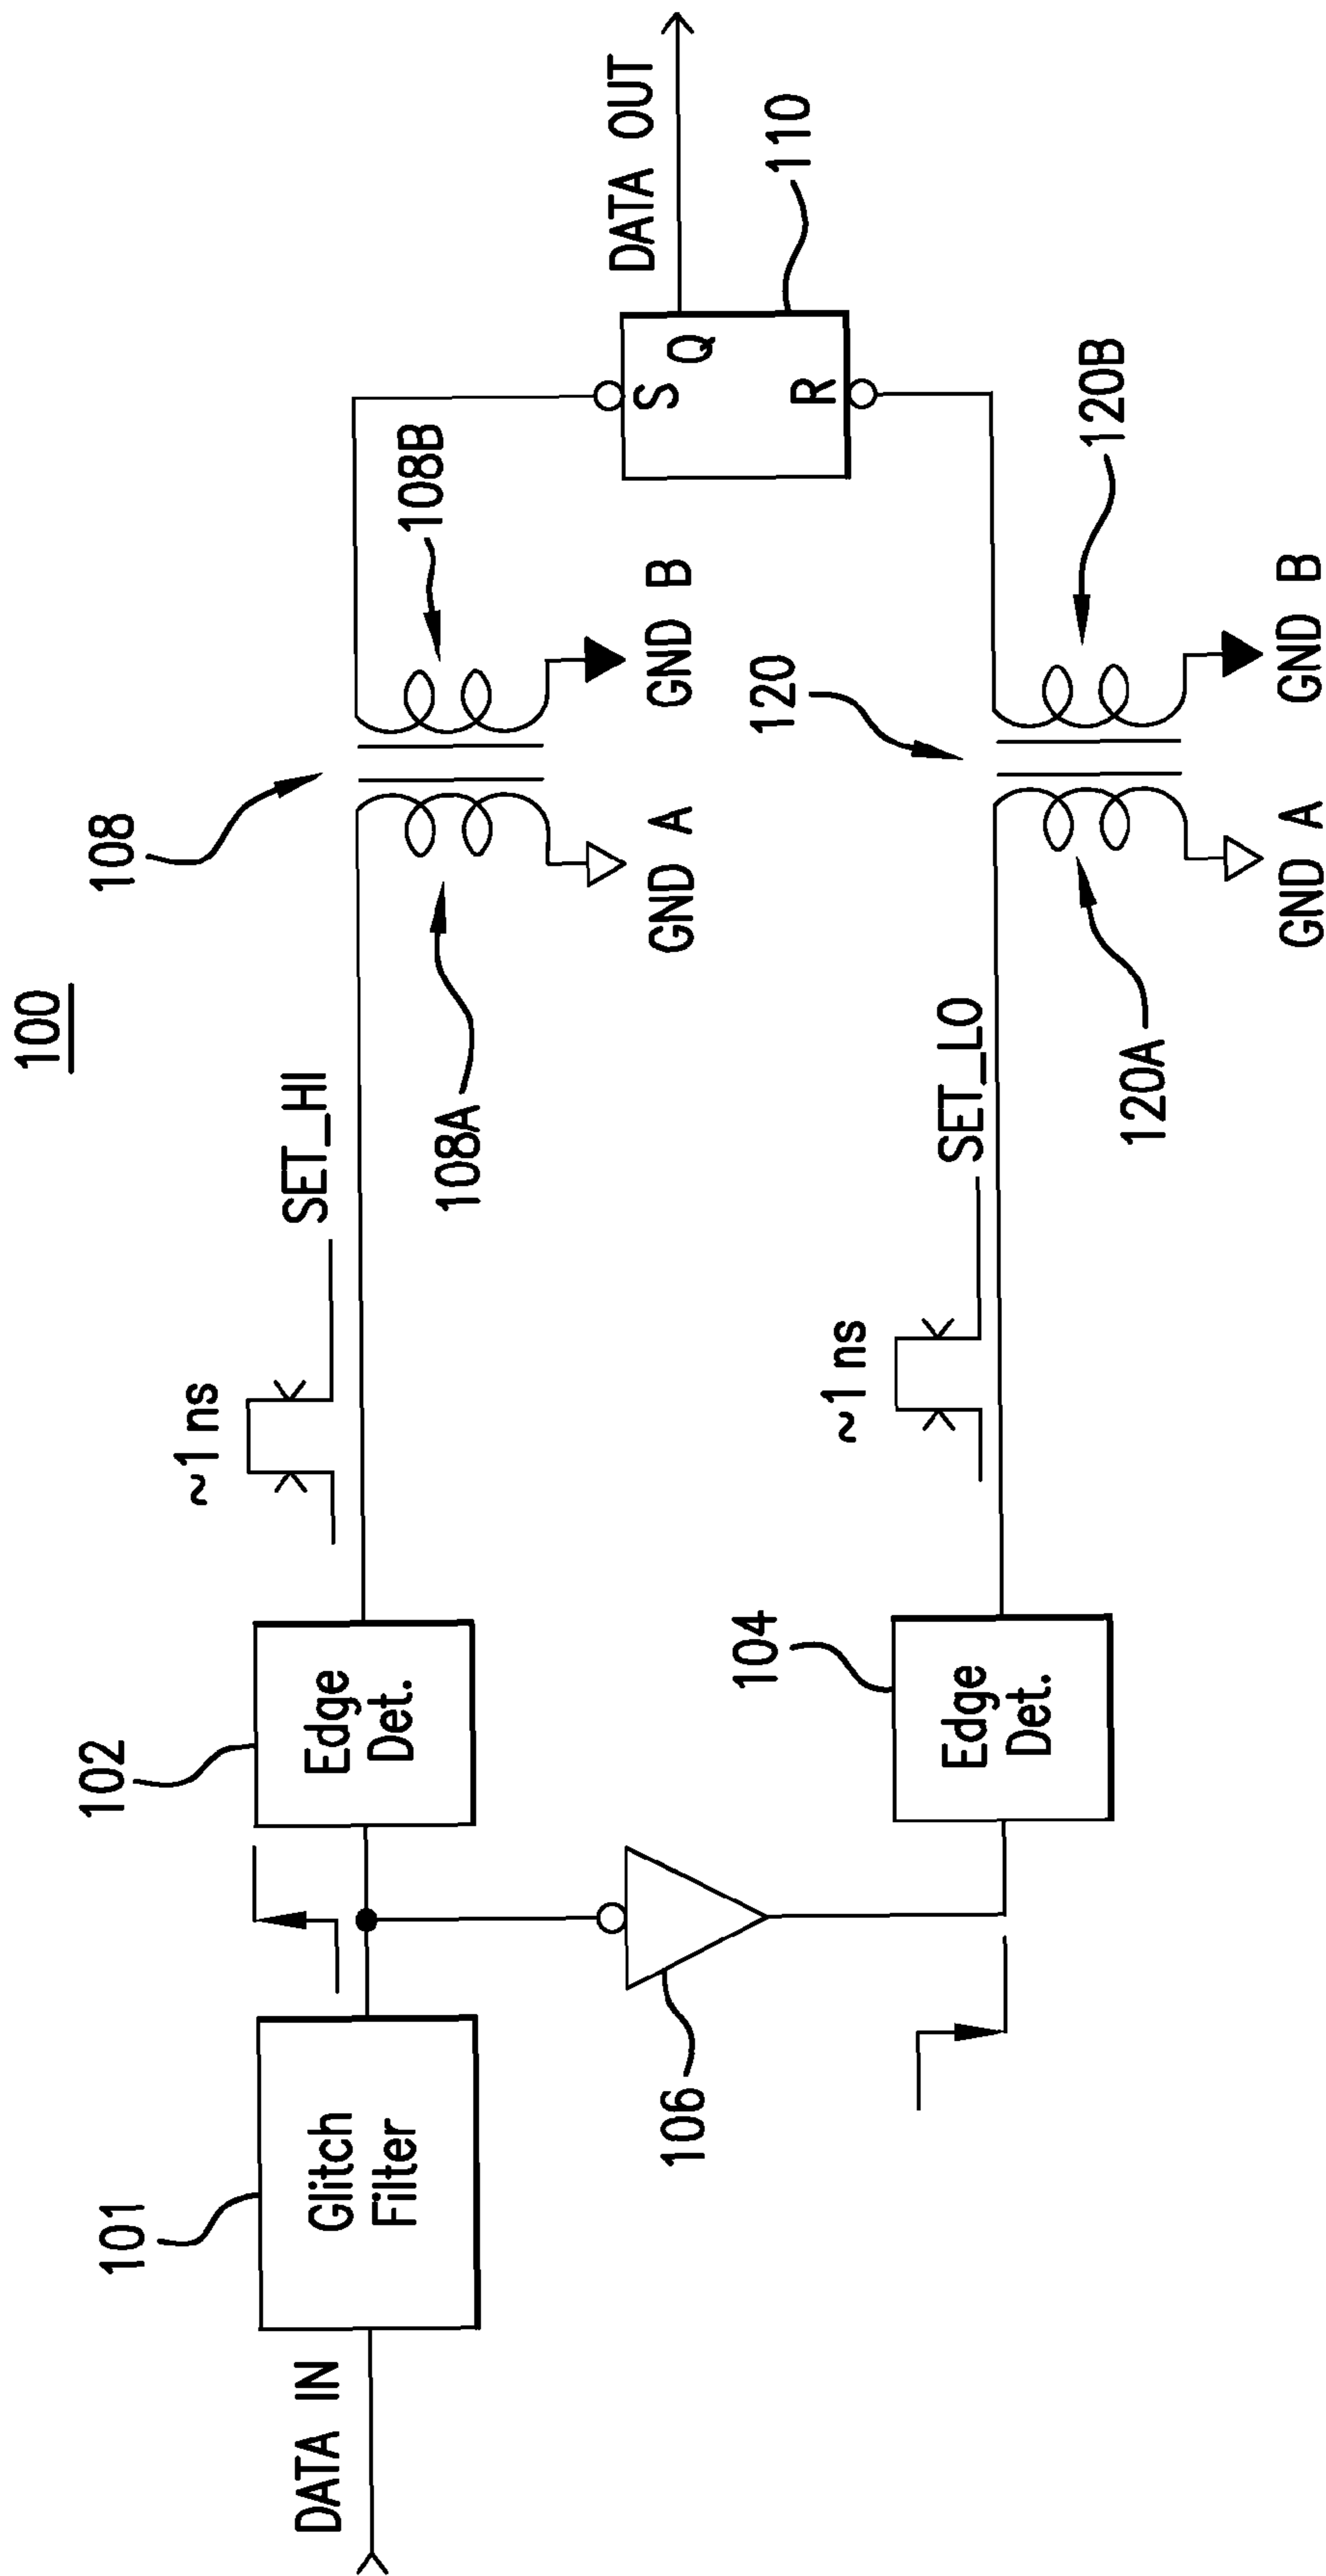 100
DATA IN
101
Glitch
Filter
102
Edge
Det.
~1 ns
SET_HI
108
108A
108B
GND A
GND B
106
104
Edge
Det.
~1 ns
SET_LO
120
120A
120B
GND A
GND B
S
Q
R
110
DATA OUT